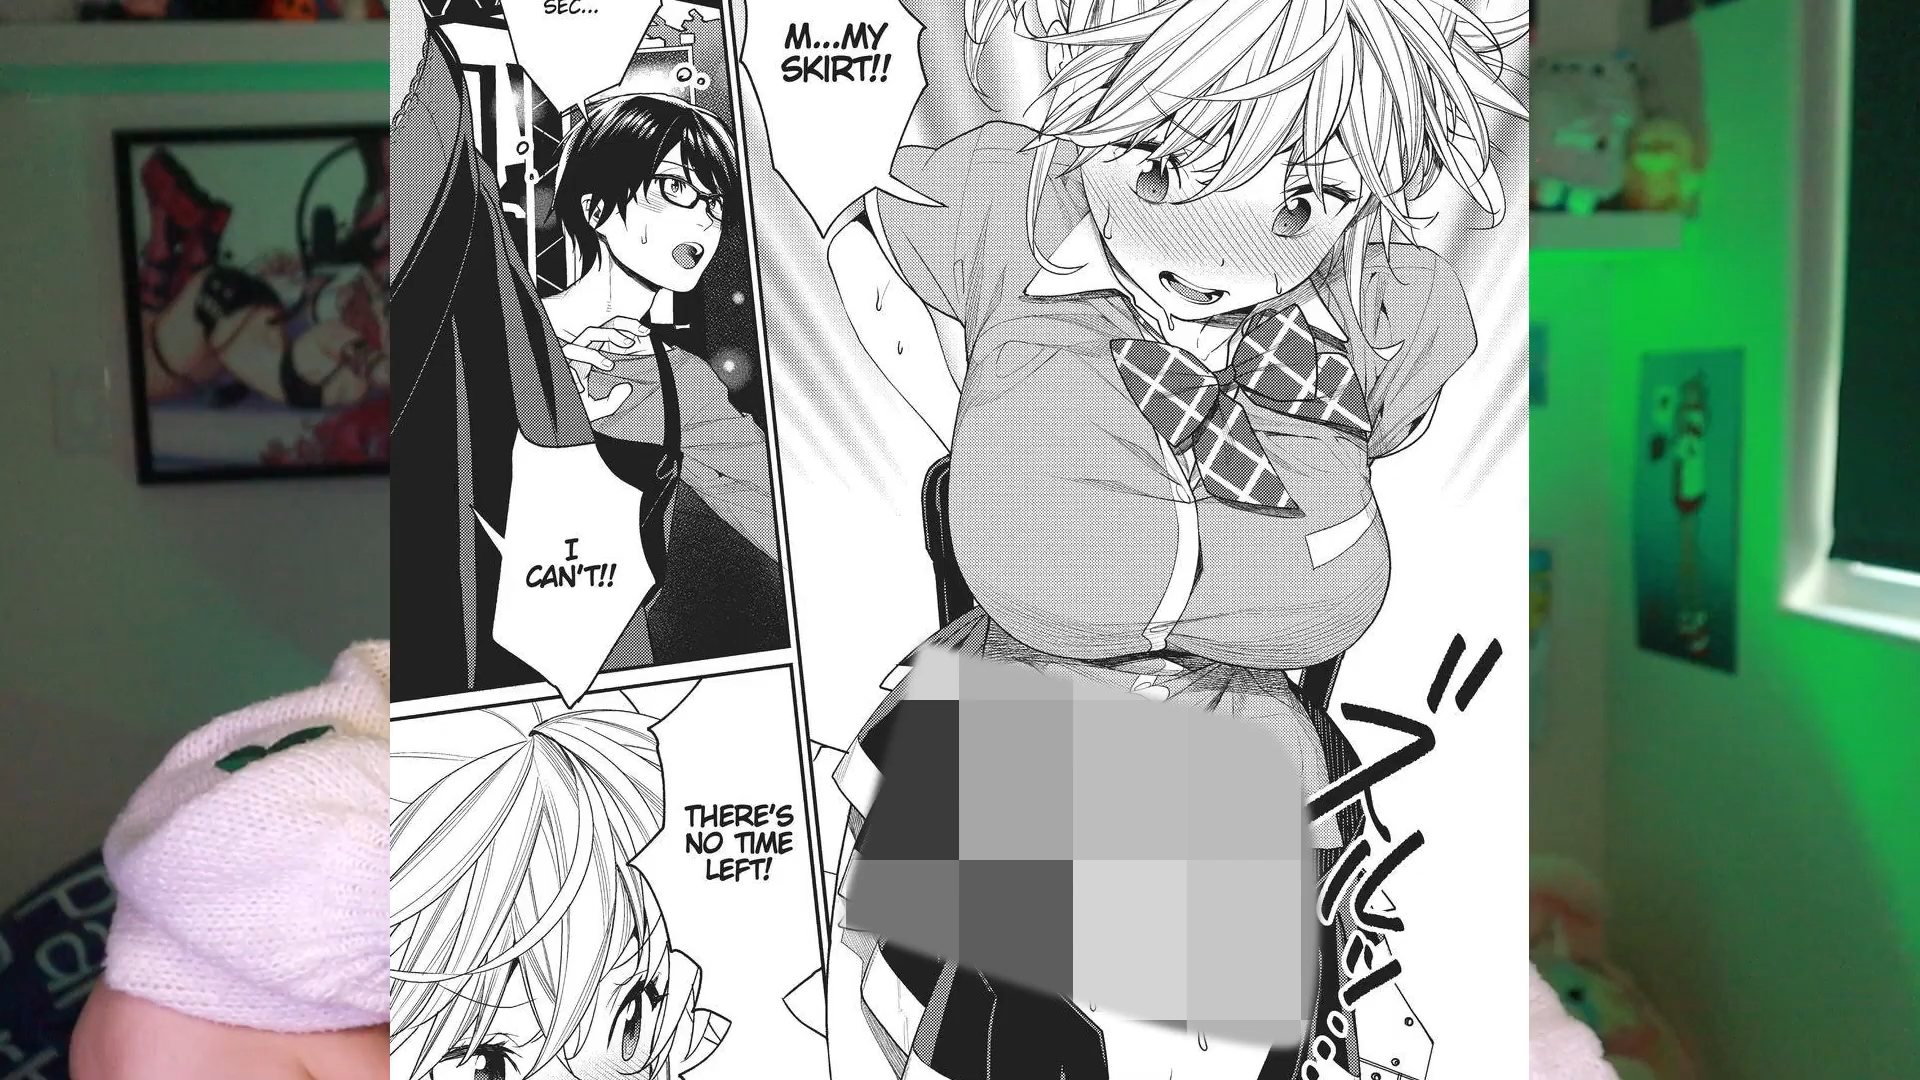 SEC...
M...MY
SKIRT!!
I
CAN'T!!
THERE'S
NO TIME
LEFT!